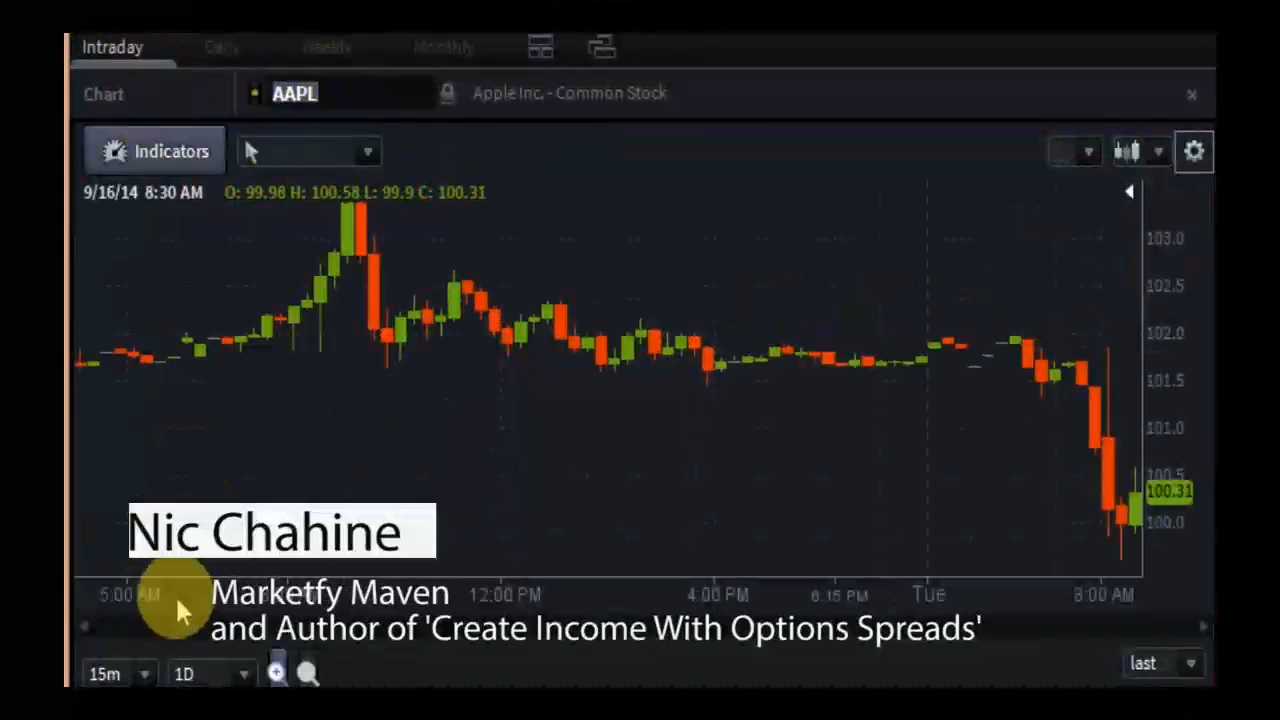 Intraday Daily Weekly Monthly
Chart AAPL Apple Inc. - Common Stock ×
Indicators
9/16/14 8:30 AM O: 99.98 H: 100.58 L: 99.9 C: 100.31
103.0
102.5
102.0
101.5
101.0
100.5
100.31
100.0
Nic Chahine
5:00 AM 12:00 PM 4:00 PM 6:15 PM TUE 8:00 AM
Marketfy Maven
and Author of 'Create Income With Options Spreads'
15m 1D last